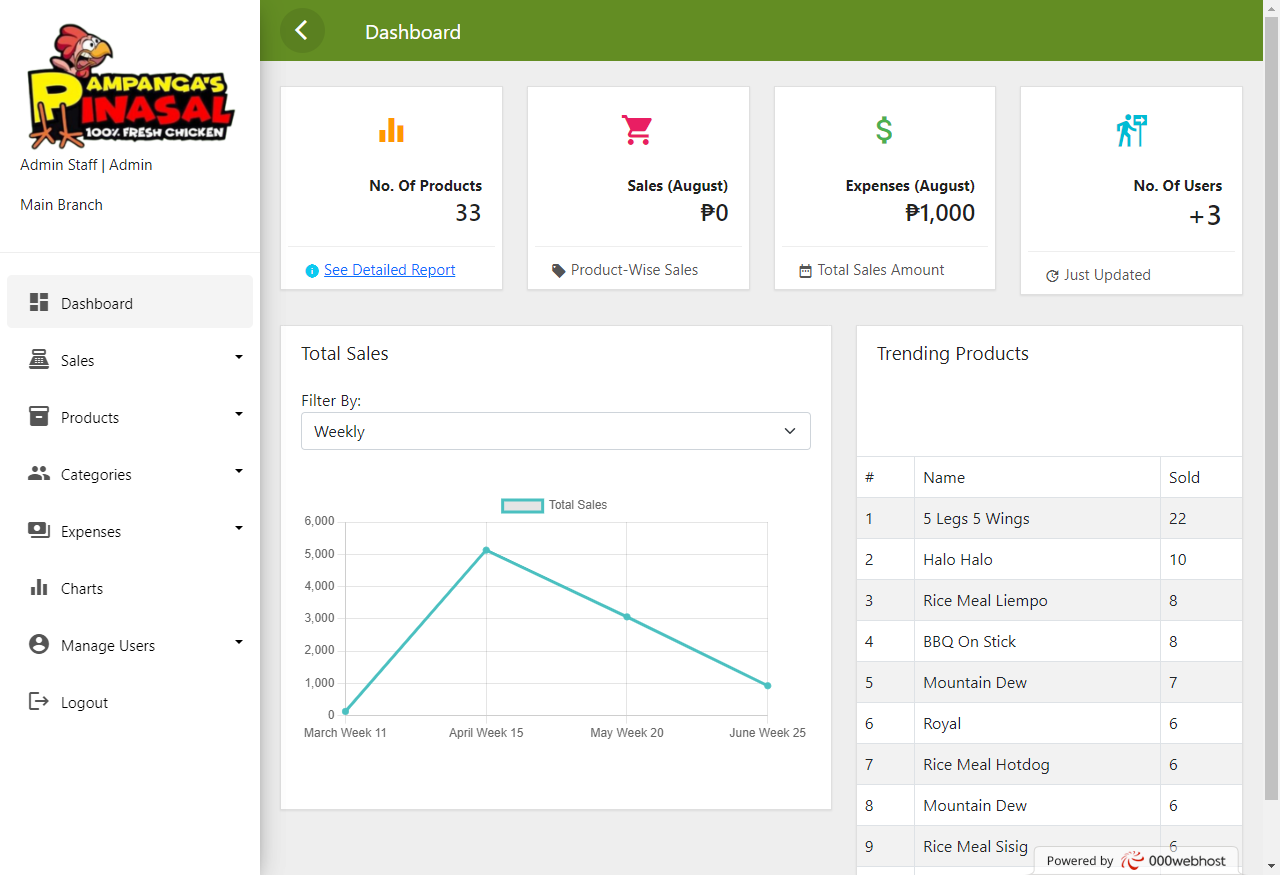 PAMPANGA'S
PINASAL
100% FRESH CHICKEN
Admin Staff | Admin
Main Branch
Dashboard
Sales
Products
Categories
Expenses
Charts
Manage Users
Logout
Dashboard
No. Of Products
33
See Detailed Report
Sales (August)
₱0
Product-Wise Sales
Expenses (August)
₱1,000
Total Sales Amount
No. Of Users
+3
Just Updated
Total Sales
Filter By:
Weekly
Total Sales
6,000
5,000
4,000
3,000
2,000
1,000
0
March Week 11 April Week 15 May Week 20 June Week 25
Trending Products
# Name Sold
1 5 Legs 5 Wings 22
2 Halo Halo 10
3 Rice Meal Liempo 8
4 BBQ On Stick 8
5 Mountain Dew 7
6 Royal 6
7 Rice Meal Hotdog 6
8 Mountain Dew 6
9 Rice Meal Sisig 6
Powered by 000webhost